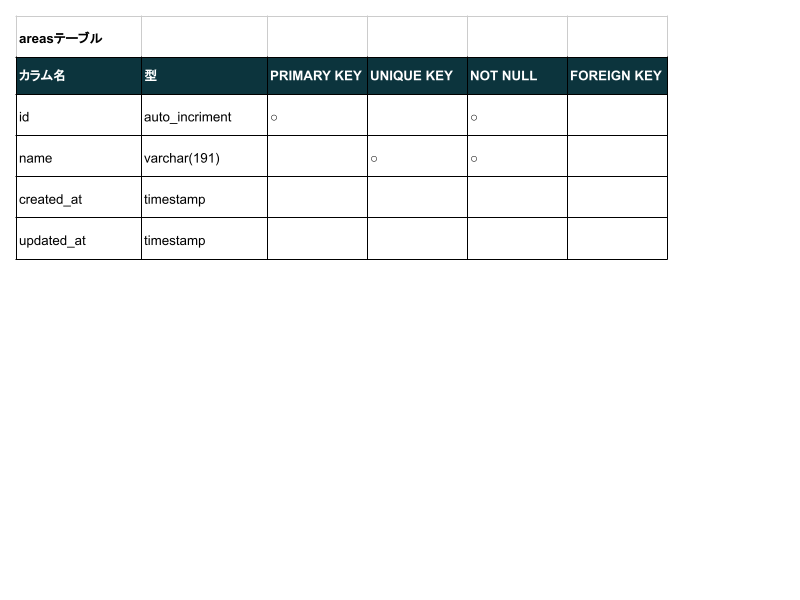 areasテーブル
カラム名 型 PRIMARY KEY UNIQUE KEY NOT NULL FOREIGN KEY
id auto_incriment ○ ○
name varchar(191) ○ ○
created_at timestamp
updated_at timestamp